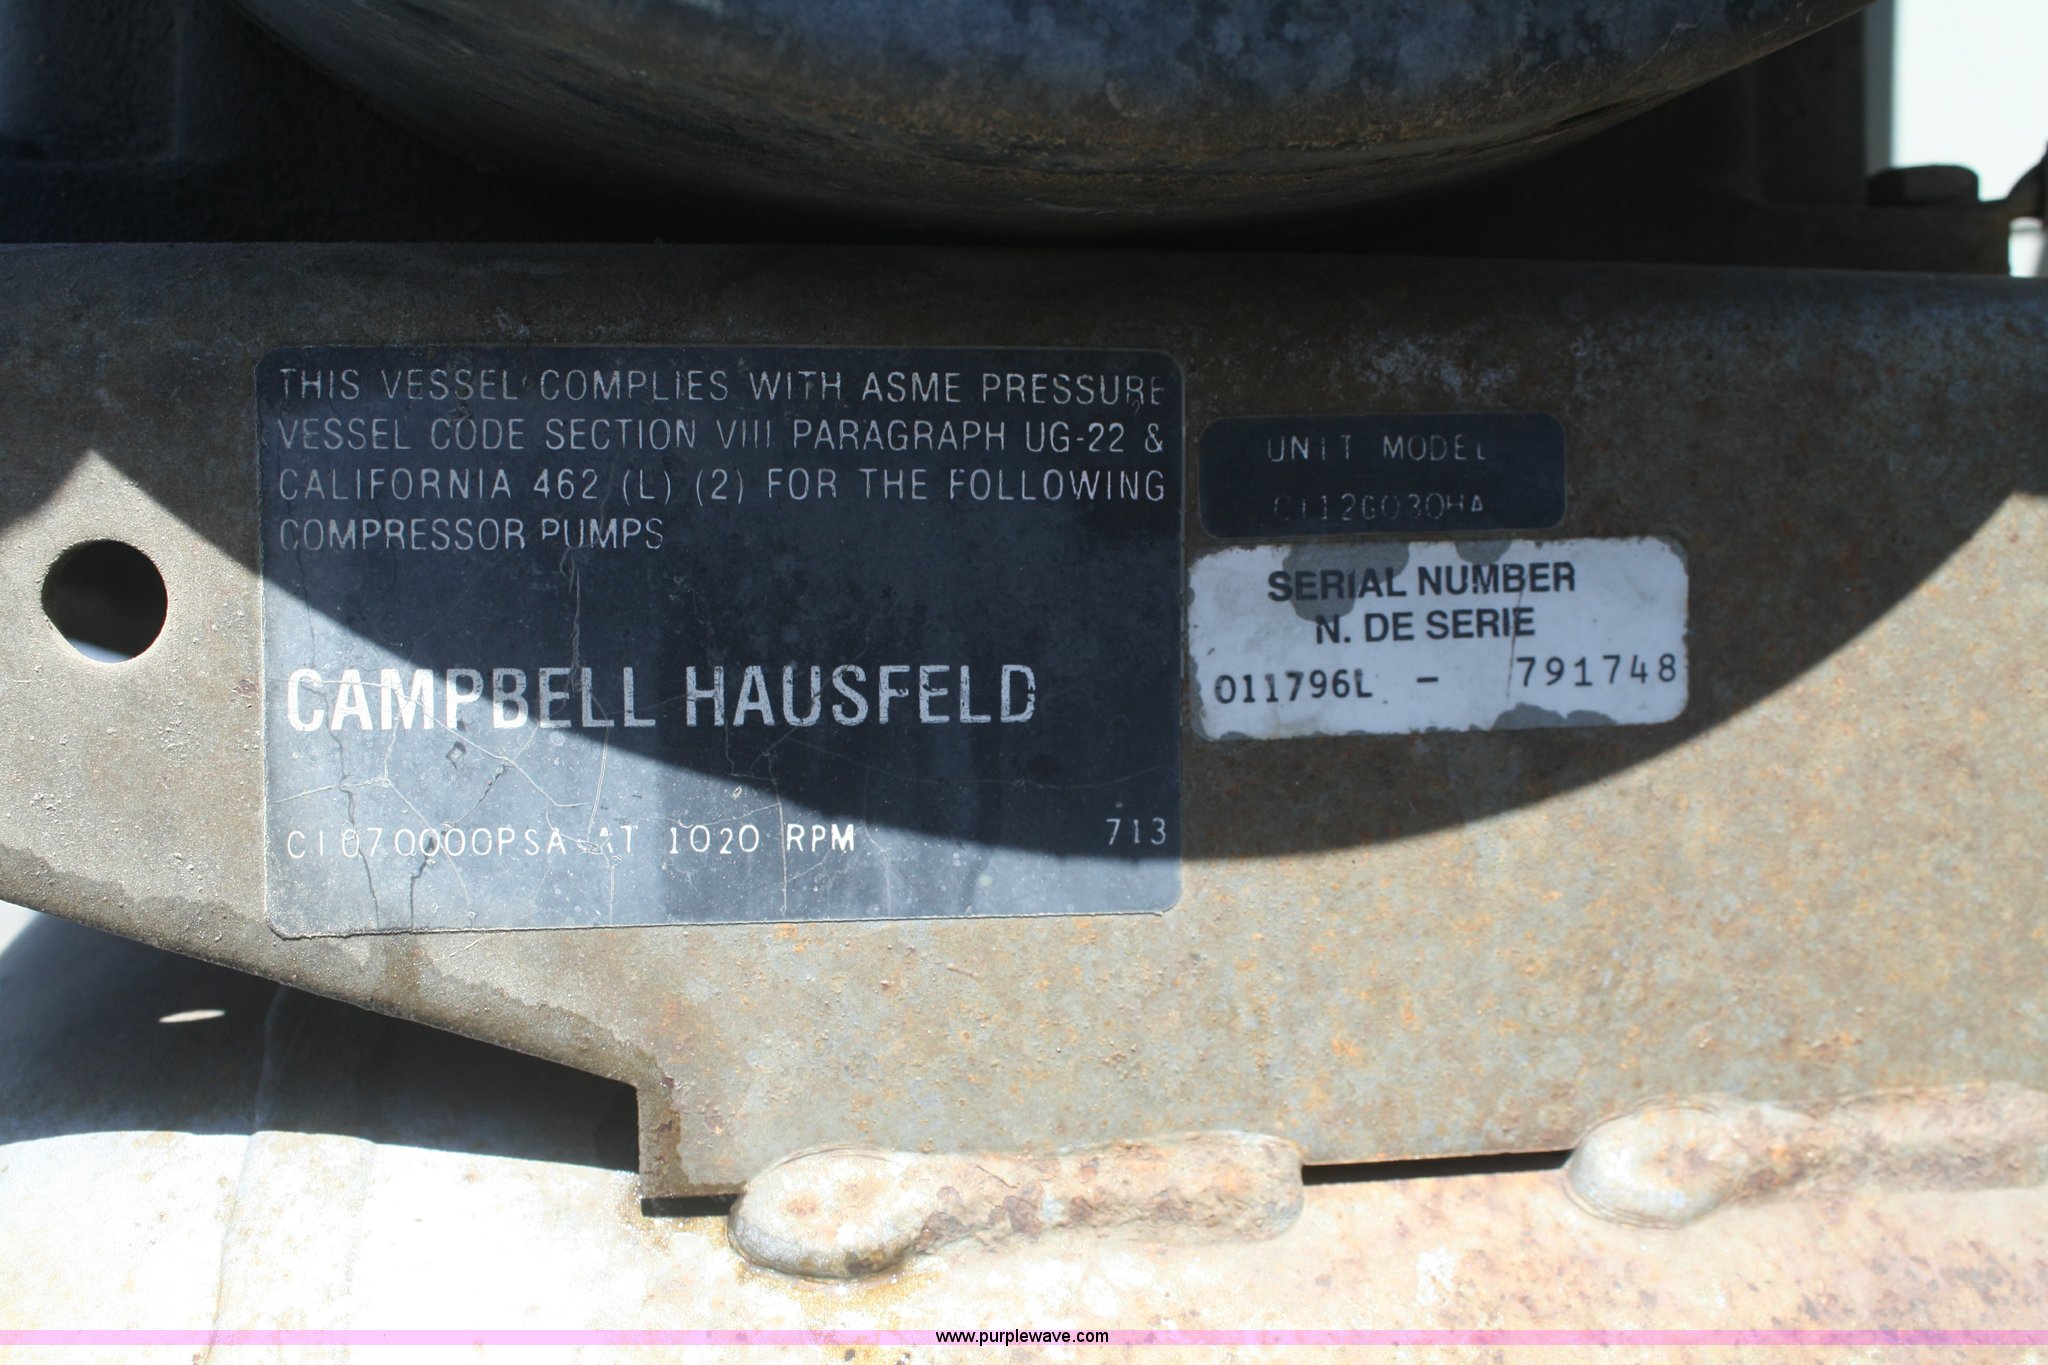 THIS VESSEL COMPLIES WITH ASME PRESSURE
VESSEL CODE SECTION VIII PARAGRAPH UG-22 &
CALIFORNIA 462 (L) (2) FOR THE FOLLOWING
COMPRESSOR PUMPS
CAMPBELL HAUSFELD
CI070000PSA AT 1020 RPM
713
UNIT MODEL
CI12G030HA
SERIAL NUMBER
N. DE SERIE
011796L - 791748
www.purplewave.com